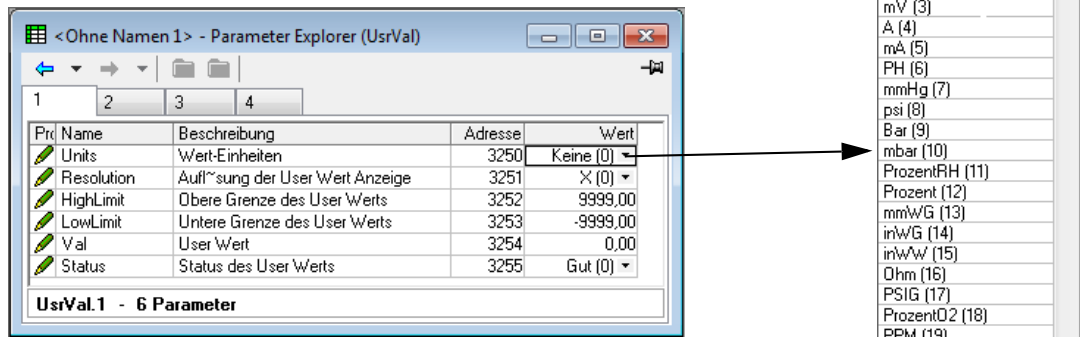 <Ohne Namen 1> - Parameter Explorer (UsrVal)
1 2 3 4
Pro Name Beschreibung Adresse Wert
Units Wert-Einheiten 3250 Keine (0)
Resolution Aufl~sung der User Wert Anzeige 3251 X (0)
HighLimit Obere Grenze des User Werts 3252 9999,00
LowLimit Untere Grenze des User Werts 3253 -9999,00
Val User Wert 3254 0,00
Status Status des User Werts 3255 Gut (0)
UsrVal.1 - 6 Parameter
mV (3)
A (4)
mA (5)
PH (6)
mmHg (7)
psi (8)
Bar (9)
mbar (10)
ProzentRH (11)
Prozent (12)
mmWG (13)
inWG (14)
inWW (15)
Ohm (16)
PSIG (17)
ProzentO2 (18)
PPM (19)